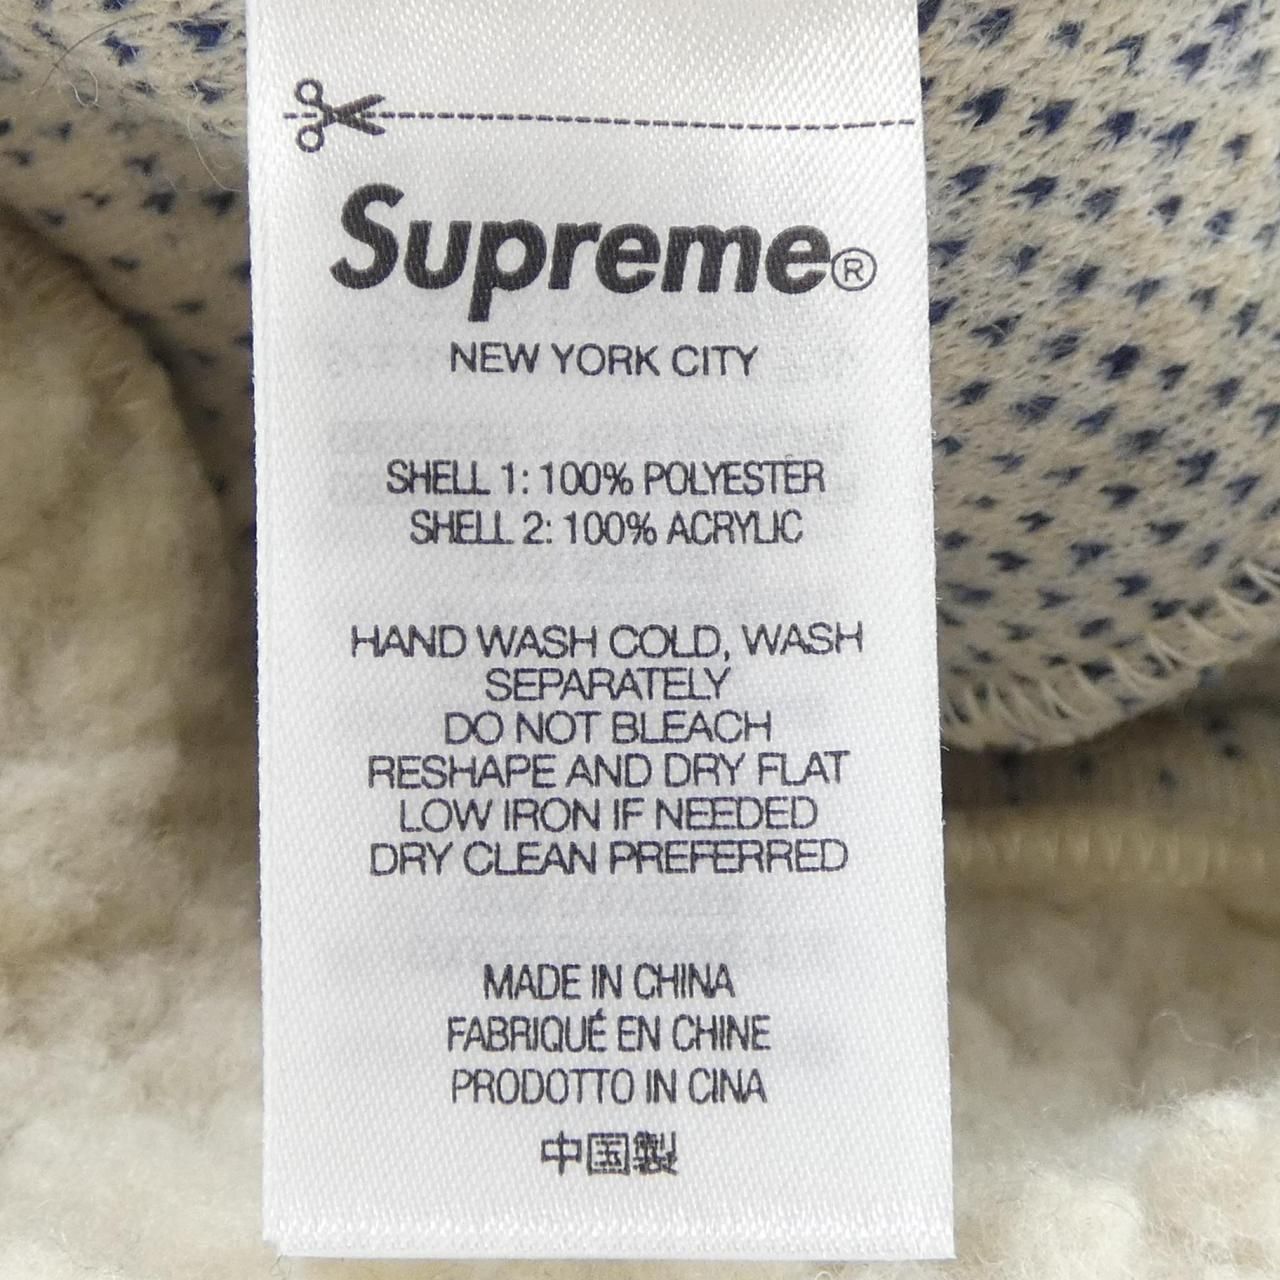 Supreme®
NEW YORK CITY
SHELL 1: 100% POLYESTER
SHELL 2: 100% ACRYLIC
HAND WASH COLD, WASH
SEPARATELY
DO NOT BLEACH
RESHAPE AND DRY FLAT
LOW IRON IF NEEDED
DRY CLEAN PREFERRED
MADE IN CHINA
FABRIQUÉ EN CHINE
PRODOTTO IN CINA
中国製